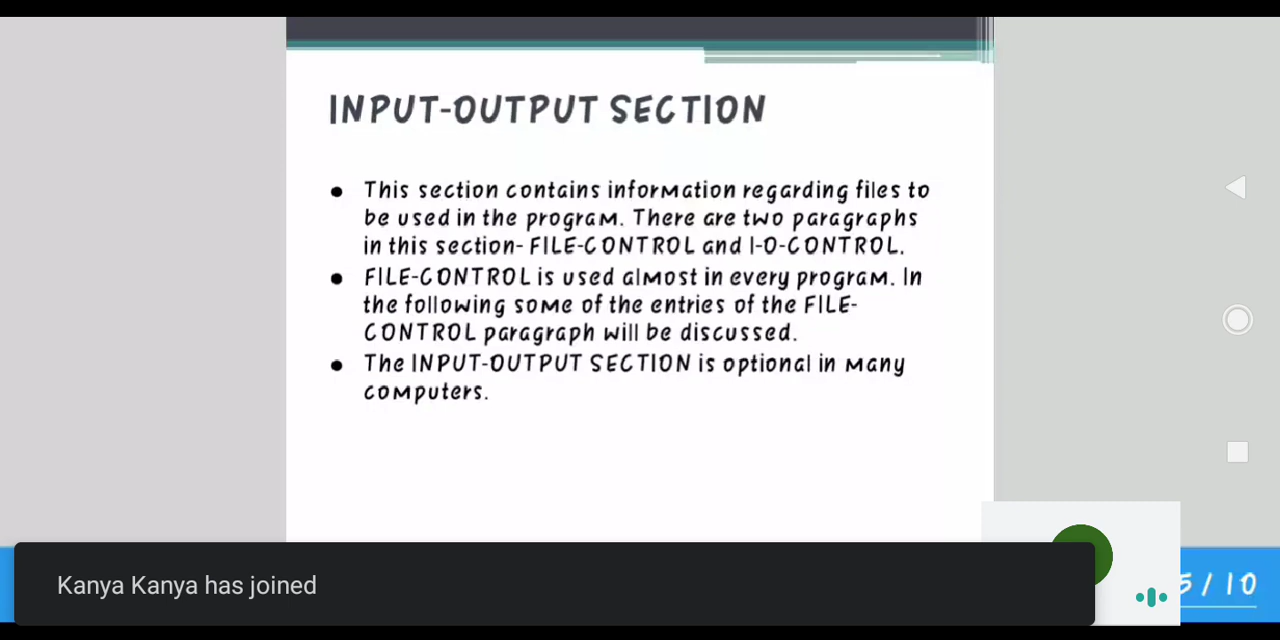 INPUT-OUTPUT SECTION
● This section contains information regarding files to
be used in the program. There are two paragraphs
in this section- FILE-CONTROL and I-O-CONTROL.
● FILE-CONTROL is used almost in every program. In
the following some of the entries of the FILE-
CONTROL paragraph will be discussed.
● The INPUT-OUTPUT SECTION is optional in many
computers.
Kanya Kanya has joined
5/10